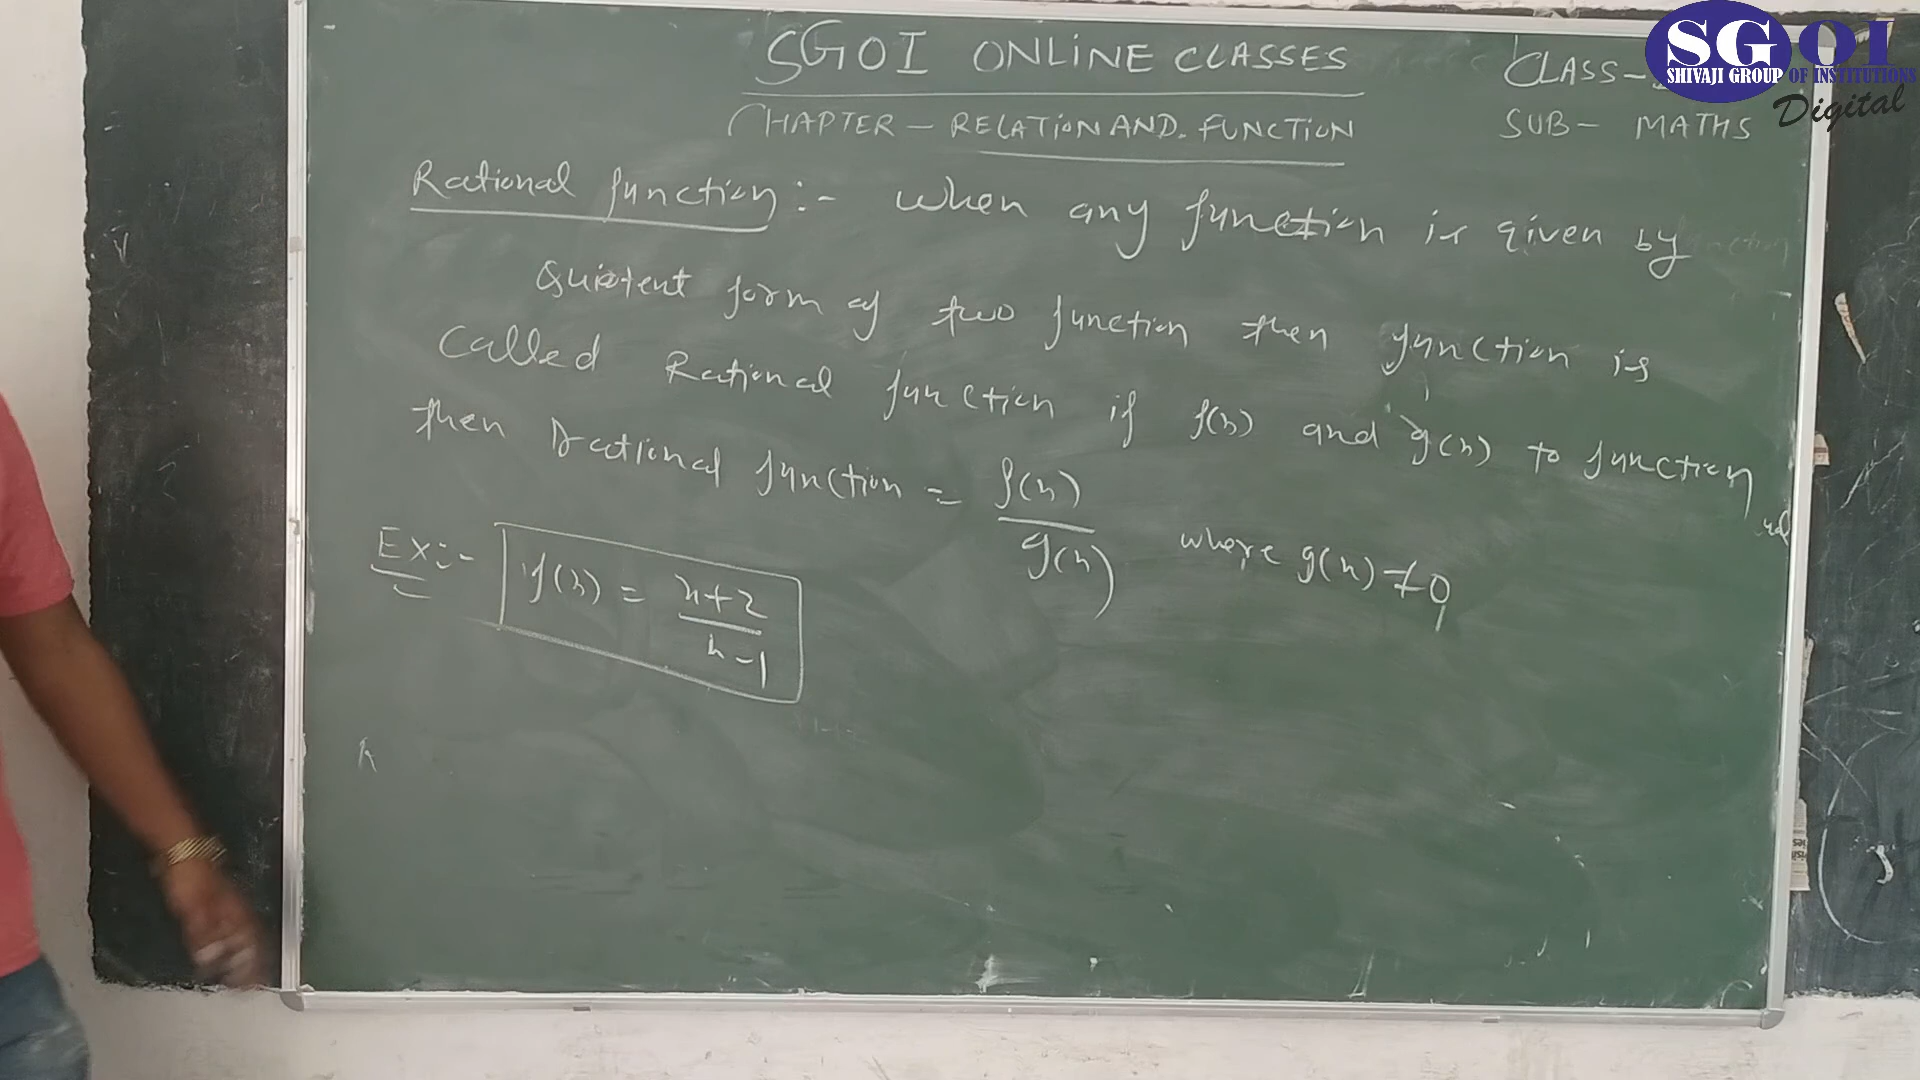 SGOI ONLINE CLASSES
CLASS-
SGOI
SHIVAJI GROUP OF INSTITUTIONS
Digital
CHAPTER - RELATION AND. FUNCTION
SUB- MATHS
Rational function :- when any function is given by
form of two function then function is
called Rational function if f(x) and g(x) to function
then Rational function = f(x)/g(x) where g(x) ≠ 0
Ex:- f(x) = x+2/x-1